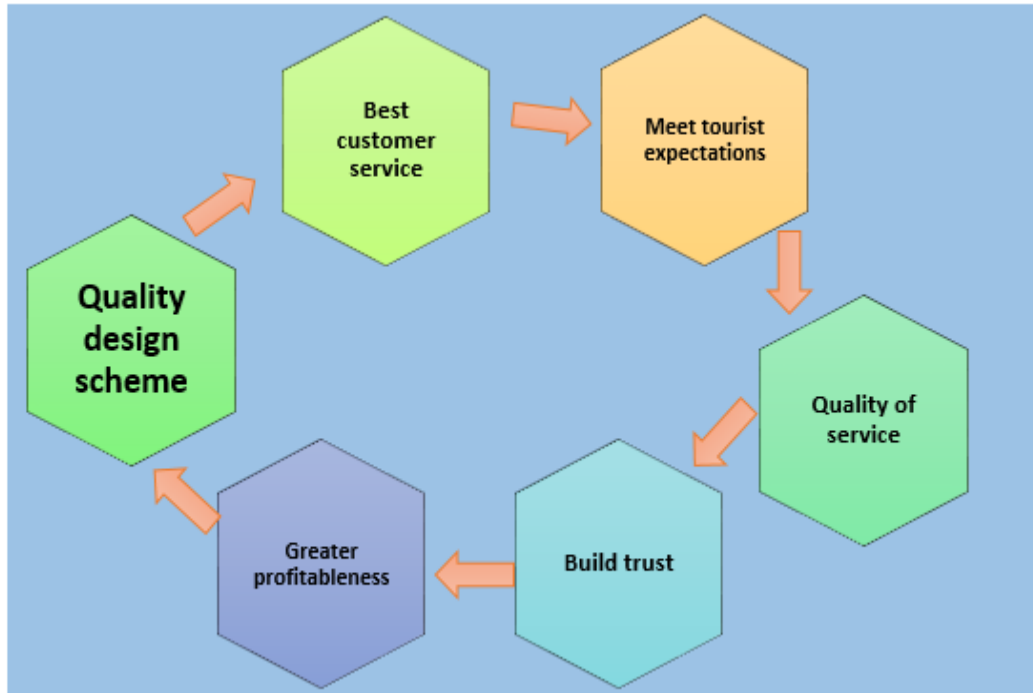 Best
customer
service
Meet tourist
expectations
Quality
design
scheme
Quality of
service
Build trust
Greater
profitableness